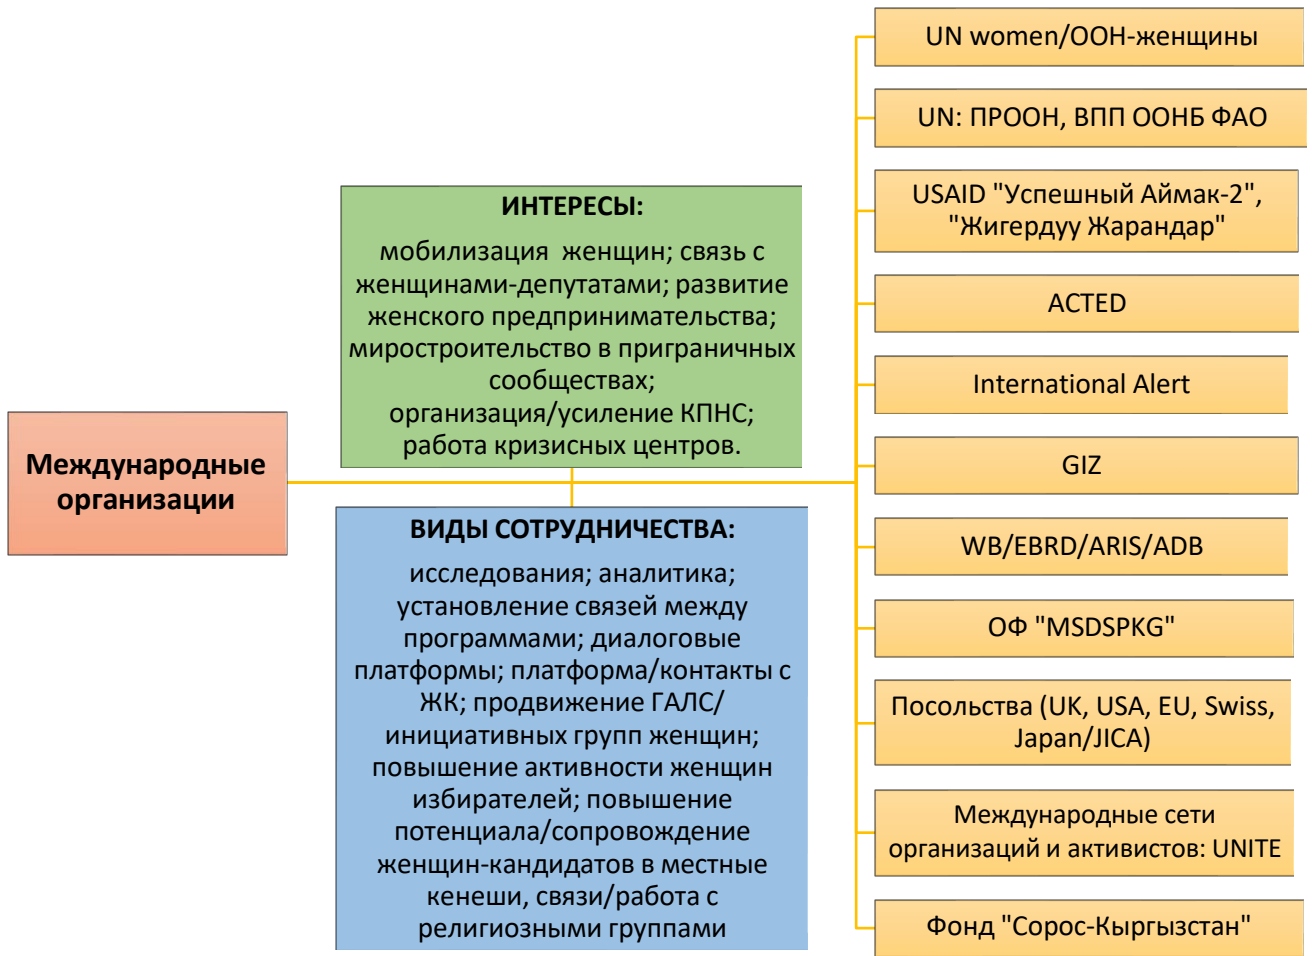 Международные
организации
ИНТЕРЕСЫ:
мобилизация женщин; связь с
женщинами-депутатами; развитие
женского предпринимательства;
миростроительство в приграничных
сообществах;
организация/усиление КПНС;
работа кризисных центров.
ВИДЫ СОТРУДНИЧЕСТВА:
исследования; аналитика;
установление связей между
программами; диалоговые
платформы; платформа/контакты с
ЖК; продвижение ГАЛС/
инициативных групп женщин;
повышение активности женщин
избирателей; повышение
потенциала/сопровождение
женщин-кандидатов в местные
кенеши, связи/работа с
религиозными группами
UN women/ООН-женщины
UN: ПРООН, ВПП ООНБ ФАО
USAID "Успешный Аймак-2",
"Жигердуу Жарандар"
ACTED
International Alert
GIZ
WB/EBRD/ARIS/ADB
ОФ "MSDSPKG"
Посольства (UK, USA, EU, Swiss,
Japan/JICA)
Международные сети
организаций и активистов: UNITE
Фонд "Сорос-Кыргызстан"